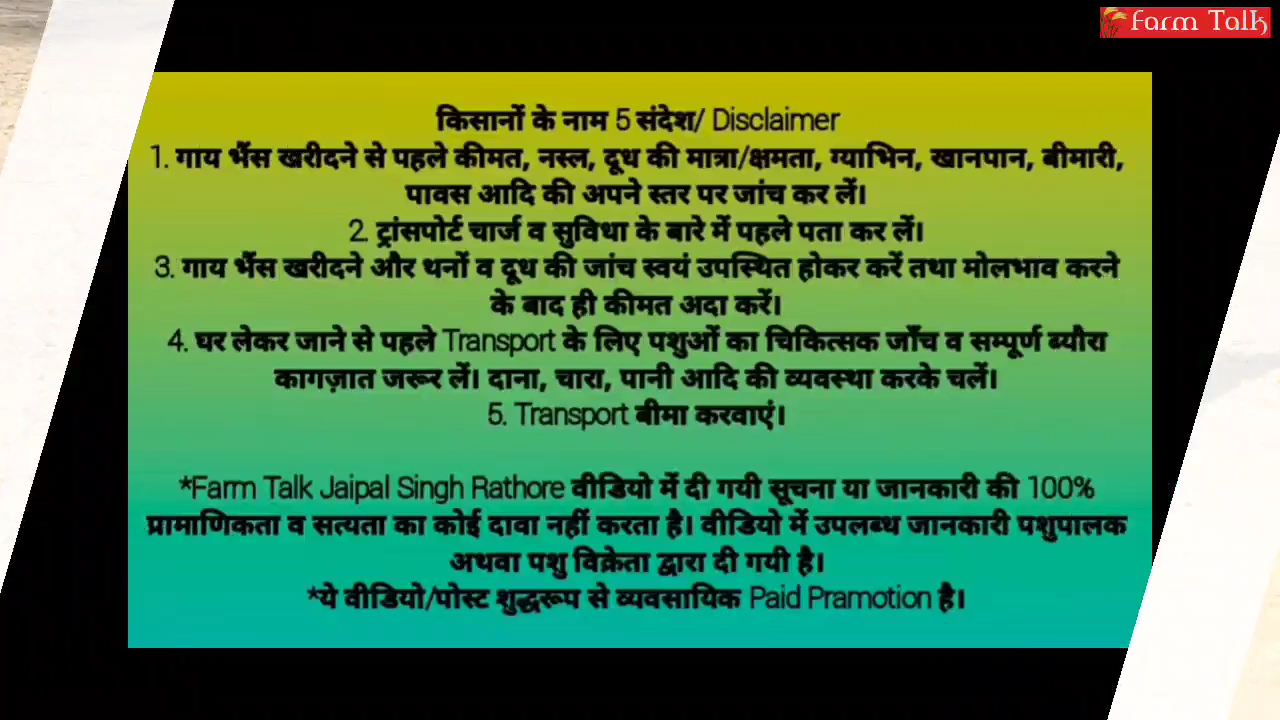 Farm Talk
किसानों के नाम 5 संदेश/ Disclaimer
1. गाय भैंस खरीदने से पहले कीमत, नस्ल, दूध की मात्रा/क्षमता, ग्याभिन, खानपान, बीमारी,
पावस आदि की अपने स्तर पर जांच कर लें।
2. ट्रांसपोर्ट चार्ज व सुविधा के बारे में पहले पता कर लें।
3. गाय भैंस खरीदने और थनों व दूध की जांच स्वयं उपस्थित होकर करें तथा मोलभाव करने
के बाद ही कीमत अदा करें।
4. घर लेकर जाने से पहले Transport के लिए पशुओं का चिकित्सक जाँच व सम्पूर्ण ब्यौरा
कागज़ात जरूर लें। दाना, चारा, पानी आदि की व्यवस्था करके चलें।
5. Transport बीमा करवाएं।
*Farm Talk Jaipal Singh Rathore वीडियो में दी गयी सूचना या जानकारी की 100%
प्रामाणिकता व सत्यता का कोई दावा नहीं करता है। वीडियो में उपलब्ध जानकारी पशुपालक
अथवा पशु विक्रेता द्वारा दी गयी है।
*ये वीडियो/पोस्ट शुद्धरूप से व्यवसायिक Paid Pramotion है।